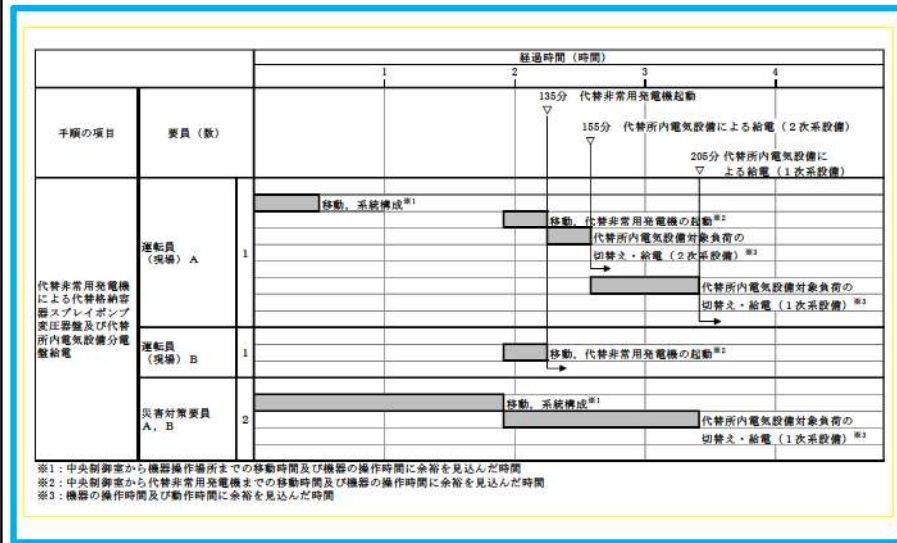 経過時間（時間）
1 2 3 4
手順の項目
要員（数）
135分 代替非常用発電機起動
155分 代替所内電気設備による給電（２次系設備）
205分 代替所内電気設備に
よる給電（１次系設備）
代替非常用発電機
による代替格納容
器スプレイポンプ
変圧器盤及び代替
所内電気設備分電
盤給電
運転員
（現場）A
1
移動，系統構成※1
移動，代替非常用発電機の起動※2
代替所内電気設備対象負荷の
切替え・給電（２次系設備）※3
代替所内電気設備対象負荷の
切替え・給電（１次系設備）※3
運転員
（現場）B
1
移動，代替非常用発電機の起動※2
災害対策要員
A，B
2
移動，系統構成※1
代替所内電気設備対象負荷の
切替え・給電（１次系設備）※3
※1：中央制御室から機器操作場所までの移動時間及び機器の操作時間に余裕を見込んだ時間
※2：中央制御室から代替非常用発電機までの移動時間及び機器の操作時間に余裕を見込んだ時間
※3：機器の操作時間及び動作時間に余裕を見込んだ時間